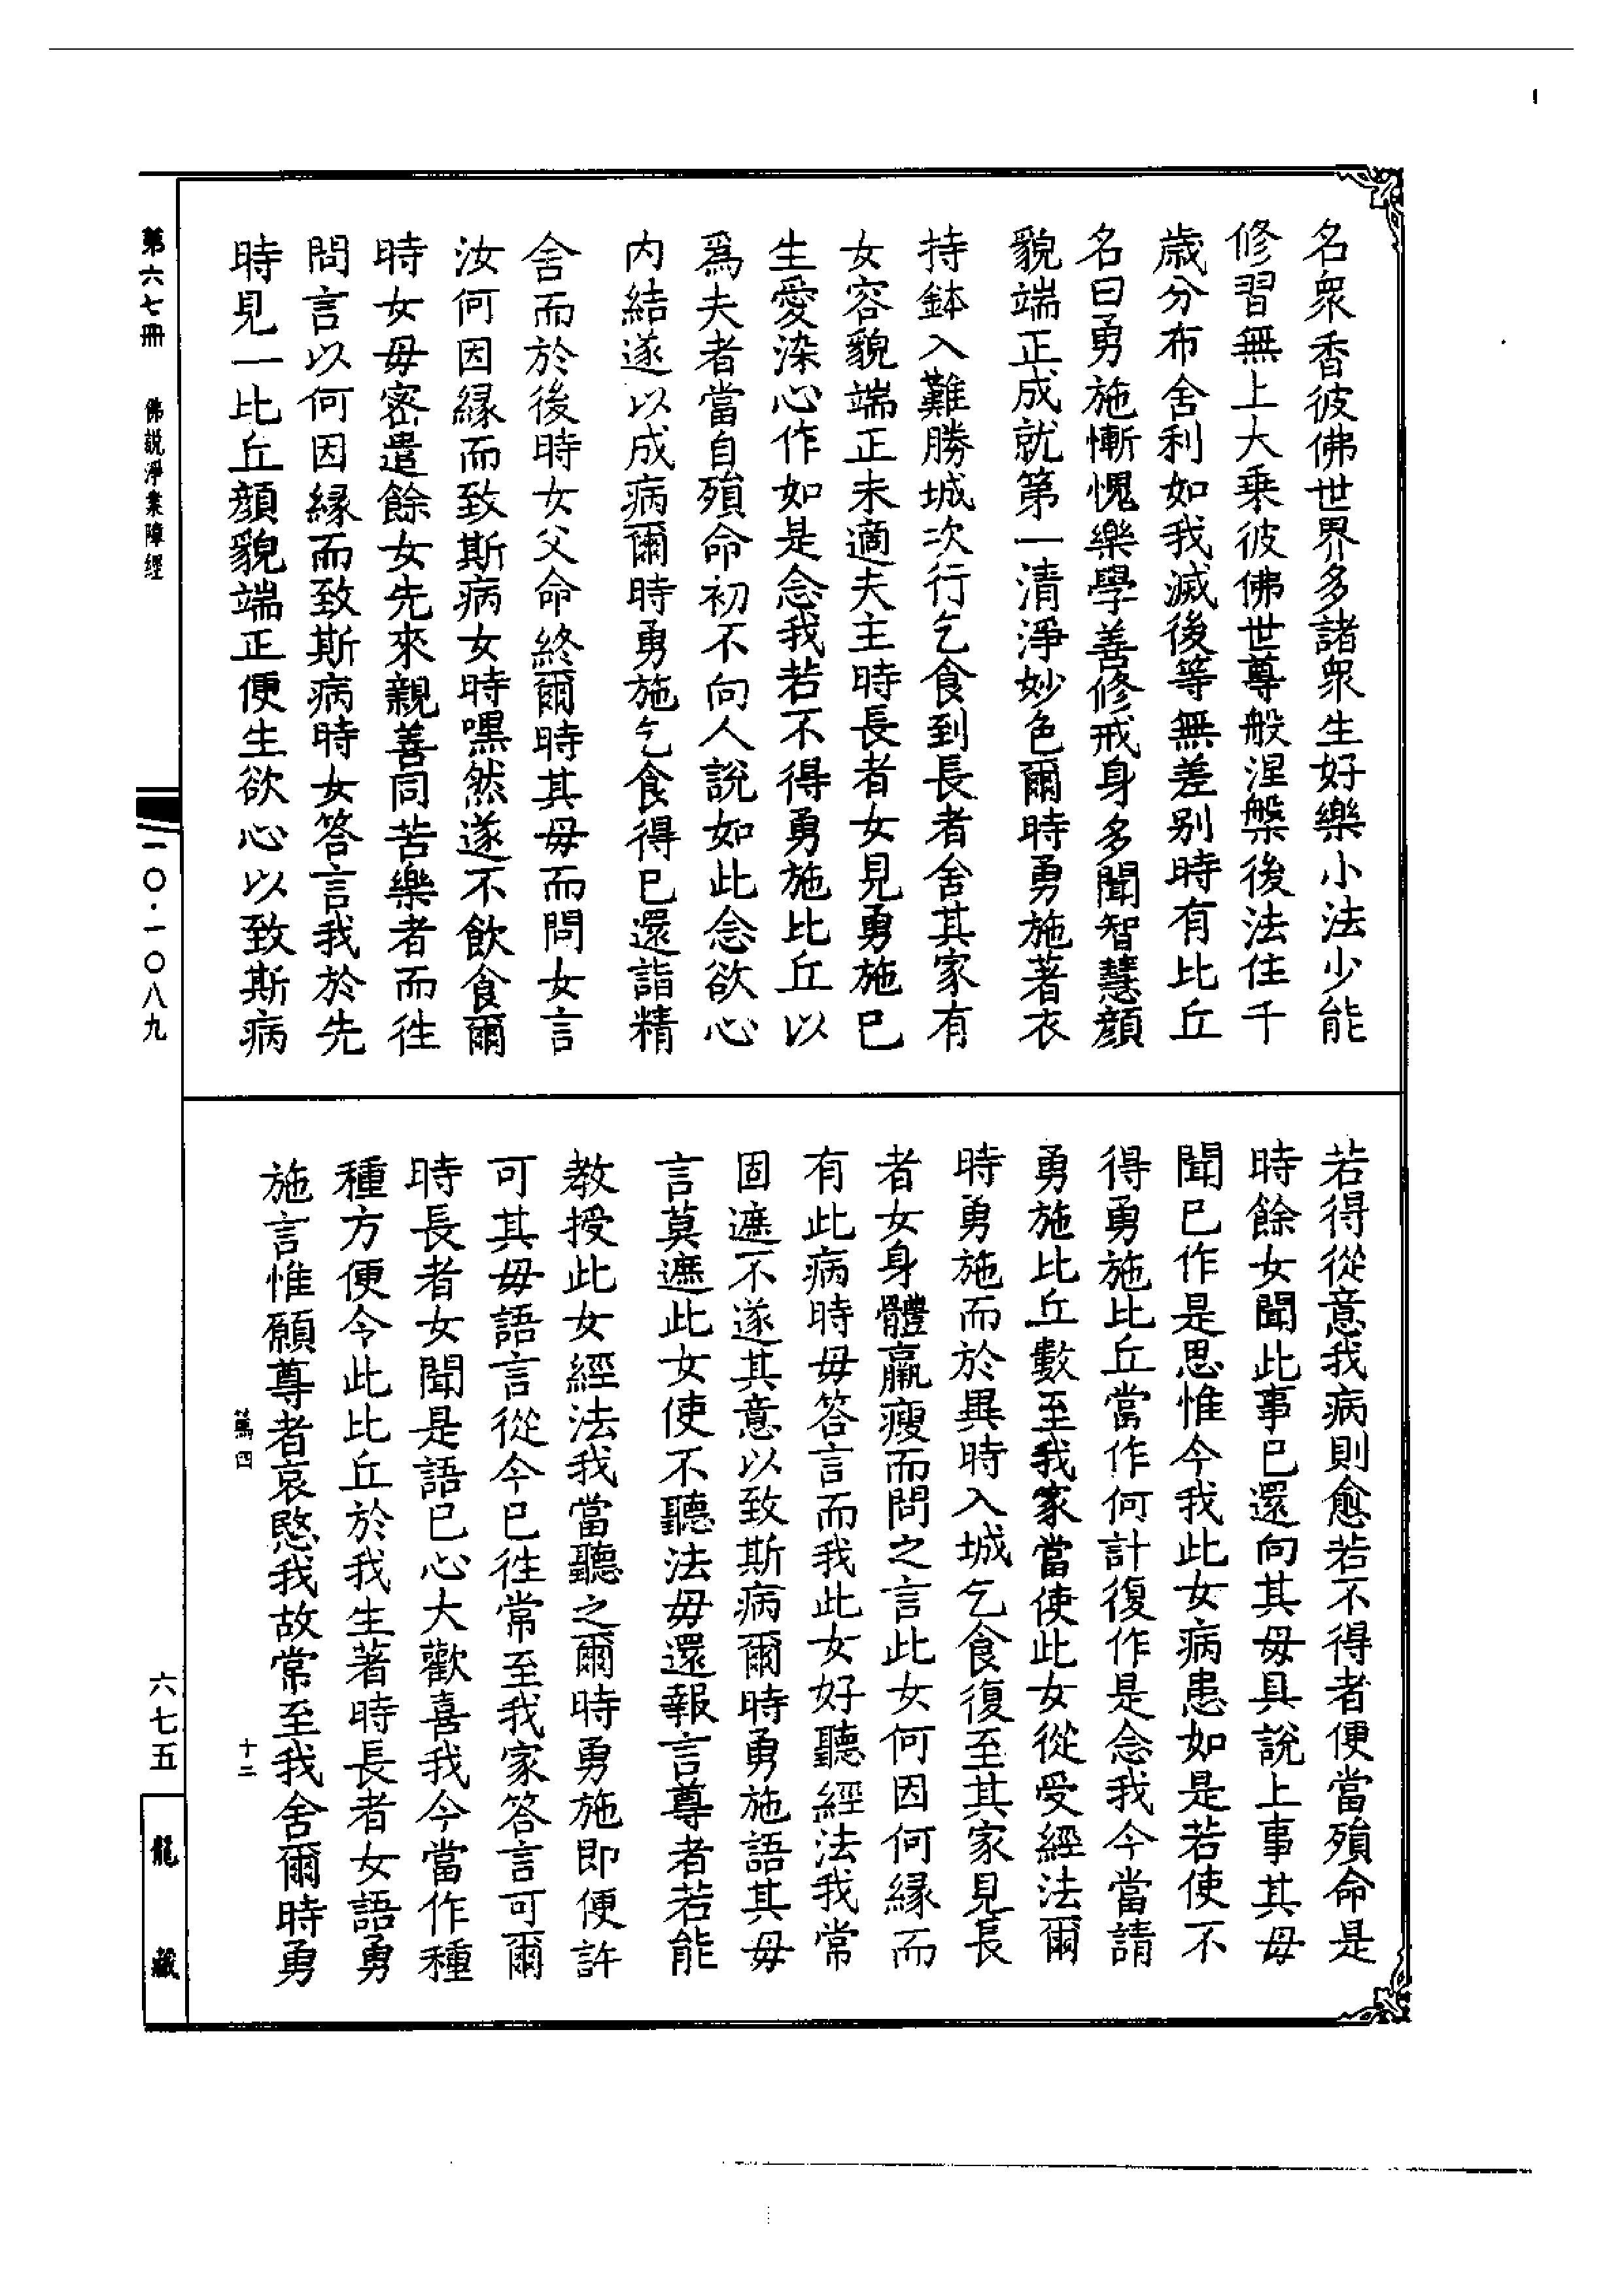 名衆香彼佛世界多諸衆生好樂小法少能
修習無上大乗彼佛世尊般涅槃後法住千
歳分布舍利如我滅後等無差別時有比丘
名曰勇施慚愧樂學善修戒身多聞智慧顔
貌端正成就第一清淨妙色爾時勇施著衣
持鉢入難勝城次行乞食到長者舍其家有
女容貌端正未適夫主時長者女見勇施已
生愛染心作如是念我若不得勇施比丘以
爲夫者當自殞命初不向人說如此念欲心
内結遂以成病爾時勇施乞食得已還詣精
舍而於後時女父命終爾時其毋而問女言
汝何因縁而致斯病女時嘿然遂不飲食爾
時女毋密遣餘女先來親善同苦樂者而徃
問言以何因縁而致斯病時女答言我於先
時見一比丘顔貌端正便生欲心以致斯病
若得從意我病則愈若不得者便當殞命是
時餘女聞此事已還向其毋具說上事其毋
聞已作是思惟今我此女病患如是若使不
得勇施比丘當作何計復作是念我今當請
勇施比丘數至我家當使此女從受經法爾
時勇施而於異時入城乞食復至其家見長
者女身體羸瘦而問之言此女何因何縁而
有此病時毋答言而我此女好聽經法我常
固遮不遂其意以致斯病爾時勇施語其毋
言莫遮此女使不聽法毋還報言尊者若能
教授此女經法我當聽之爾時勇施即便許
可其毋語言從今已徃常至我家答言可爾
時長者女聞是語已心大歡喜我今當作種
種方便令此比丘於我生著時長者女語勇
施言惟願尊者哀愍我故常至我舍爾時勇
篤四
十二
第六七冊
佛説淨業障經
一〇·一〇八九
六七五
龍藏